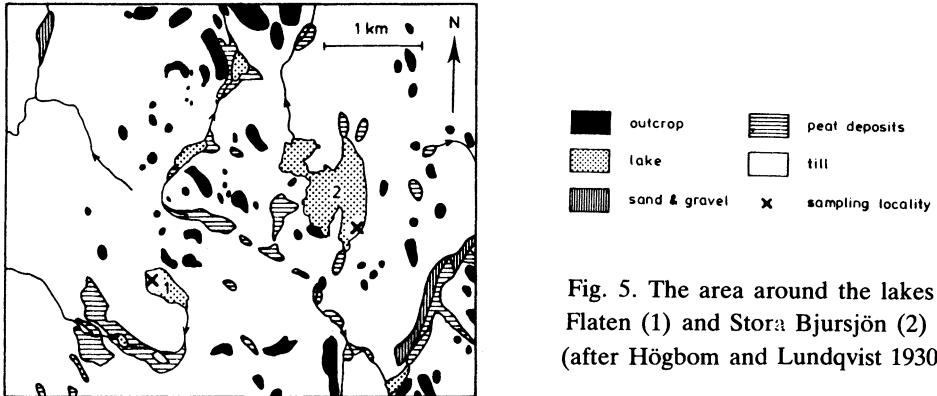 1 km
N
2
1
outcrop
peat deposits
lake
till
sand & gravel
sampling locality
Fig. 5. The area around the lakes
Flaten (1) and Stora Bjursjön (2)
(after Högbom and Lundqvist 1930